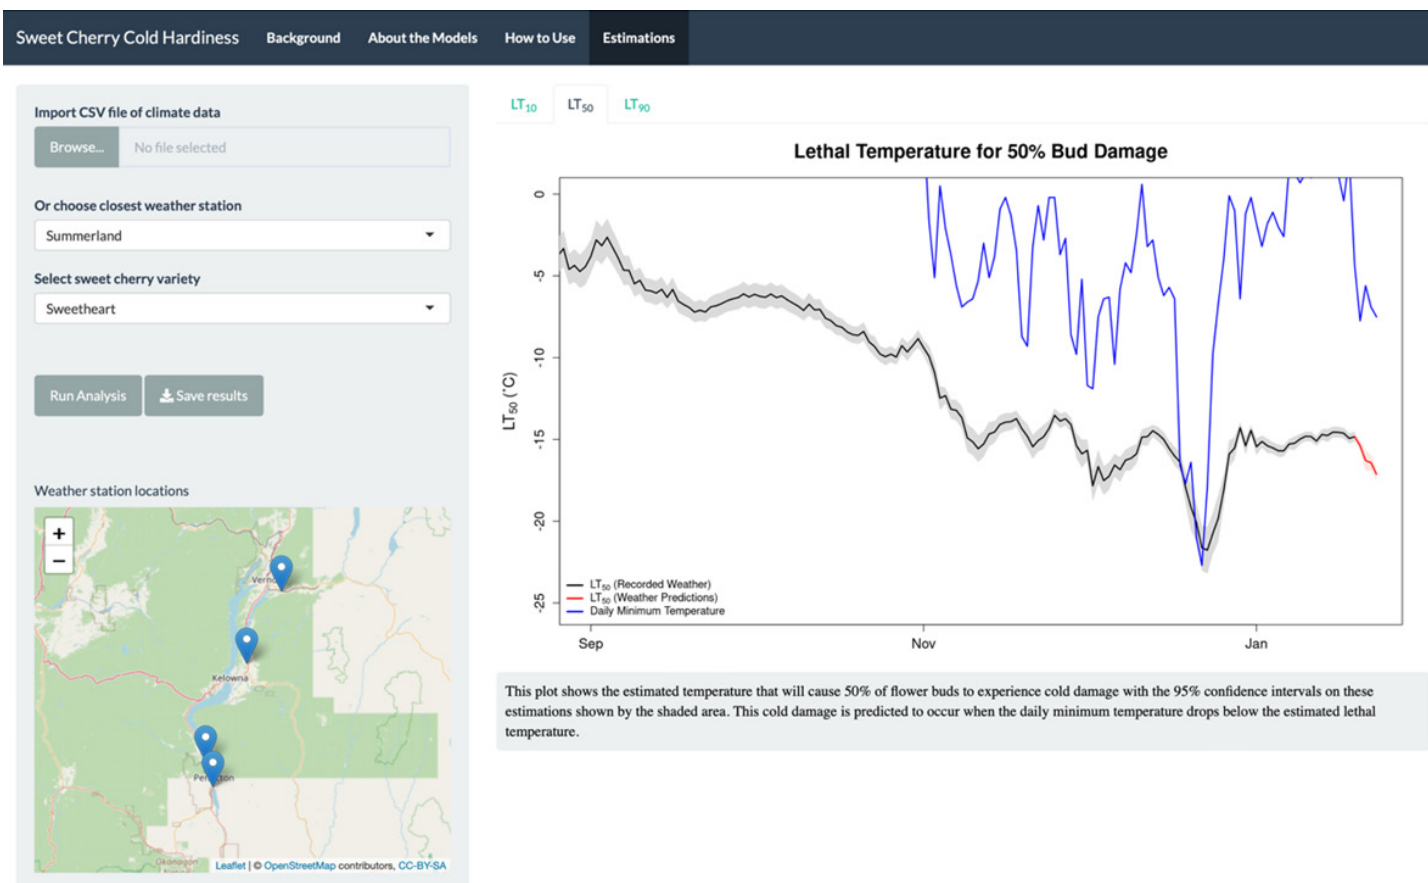 Sweet Cherry Cold Hardiness Background About the Models How to Use Estimations
Import CSV file of climate data
Browse... No file selected
Or choose closest weather station
Summerland
Select sweet cherry variety
Sweetheart
Run Analysis Save results
Weather station locations
+
−
Kelowna
Leaflet | © OpenStreetMap contributors, CC-BY-SA
LT10 LT50 LT90
Lethal Temperature for 50% Bud Damage
LT50 (°C)
0
-5
-10
-15
-20
-25
LT50 (Recorded Weather)
LT50 (Weather Predictions)
Daily Minimum Temperature
Sep Nov Jan
This plot shows the estimated temperature that will cause 50% of flower buds to experience cold damage with the 95% confidence intervals on these
estimations shown by the shaded area. This cold damage is predicted to occur when the daily minimum temperature drops below the estimated lethal
temperature.